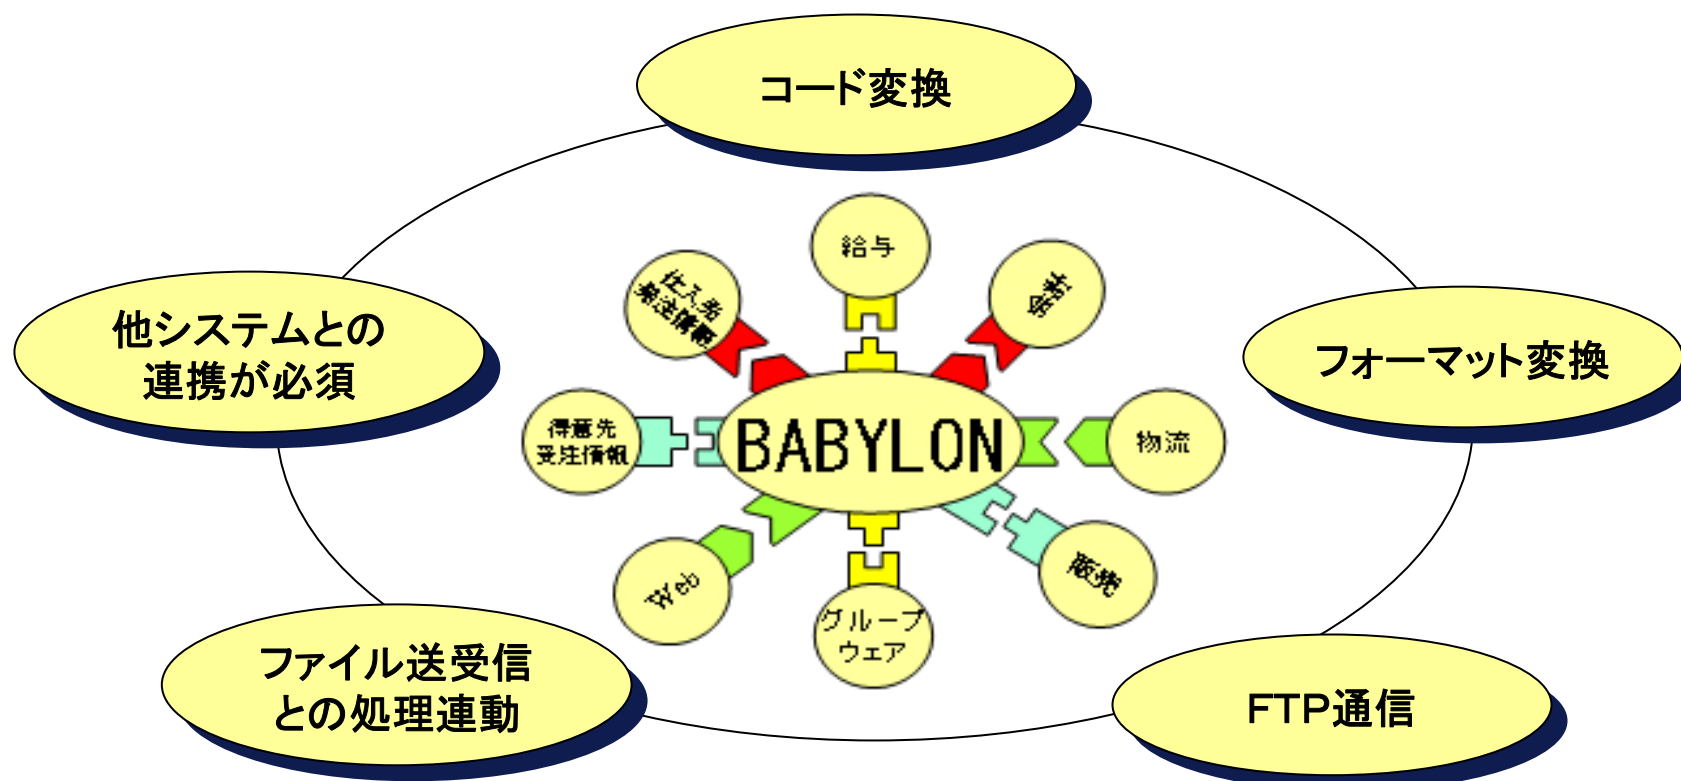 コード変換
給与
仕入先
発注情報
会計
他システムとの
連携が必須
フォーマット変換
得意先
受注情報
BABYLON
物流
Web
販売
グループ
ウェア
ファイル送受信
との処理連動
FTP通信